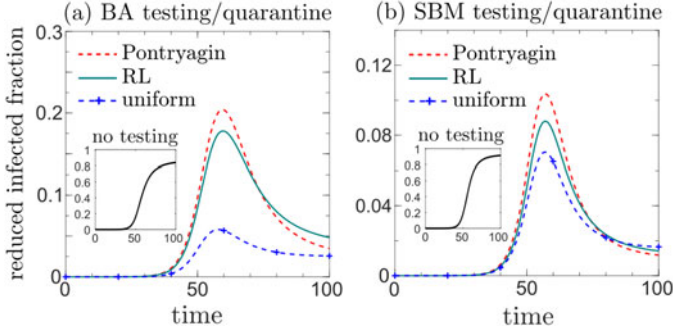 (a) BA testing/quarantine
reduced infected fraction
0.3
0.2
0.1
0
Pontryagin
RL
uniform
no testing
1
0.8
0.6
0.4
0.2
0
0 50 100
0 50 100
time
(b) SBM testing/quarantine
0.12
0.08
0.04
0
Pontryagin
RL
uniform
no testing
1
0.8
0.6
0.4
0.2
0
0 50 100
0 50 100
time